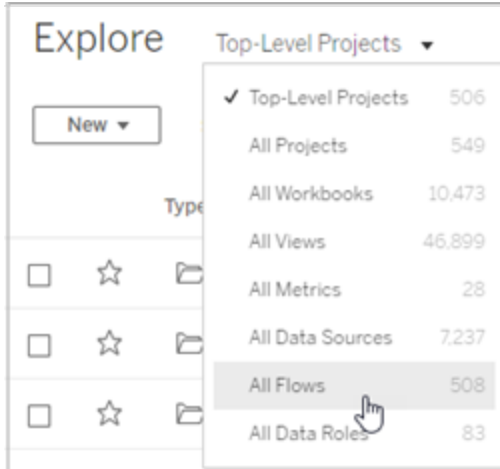 Explore Top-Level Projects
Top-Level Projects 506
New
All Projects 549
All Workbooks 10,473
Type
All Views 46,899
All Metrics 28
All Data Sources 7,237
All Flows 508
All Data Roles 83